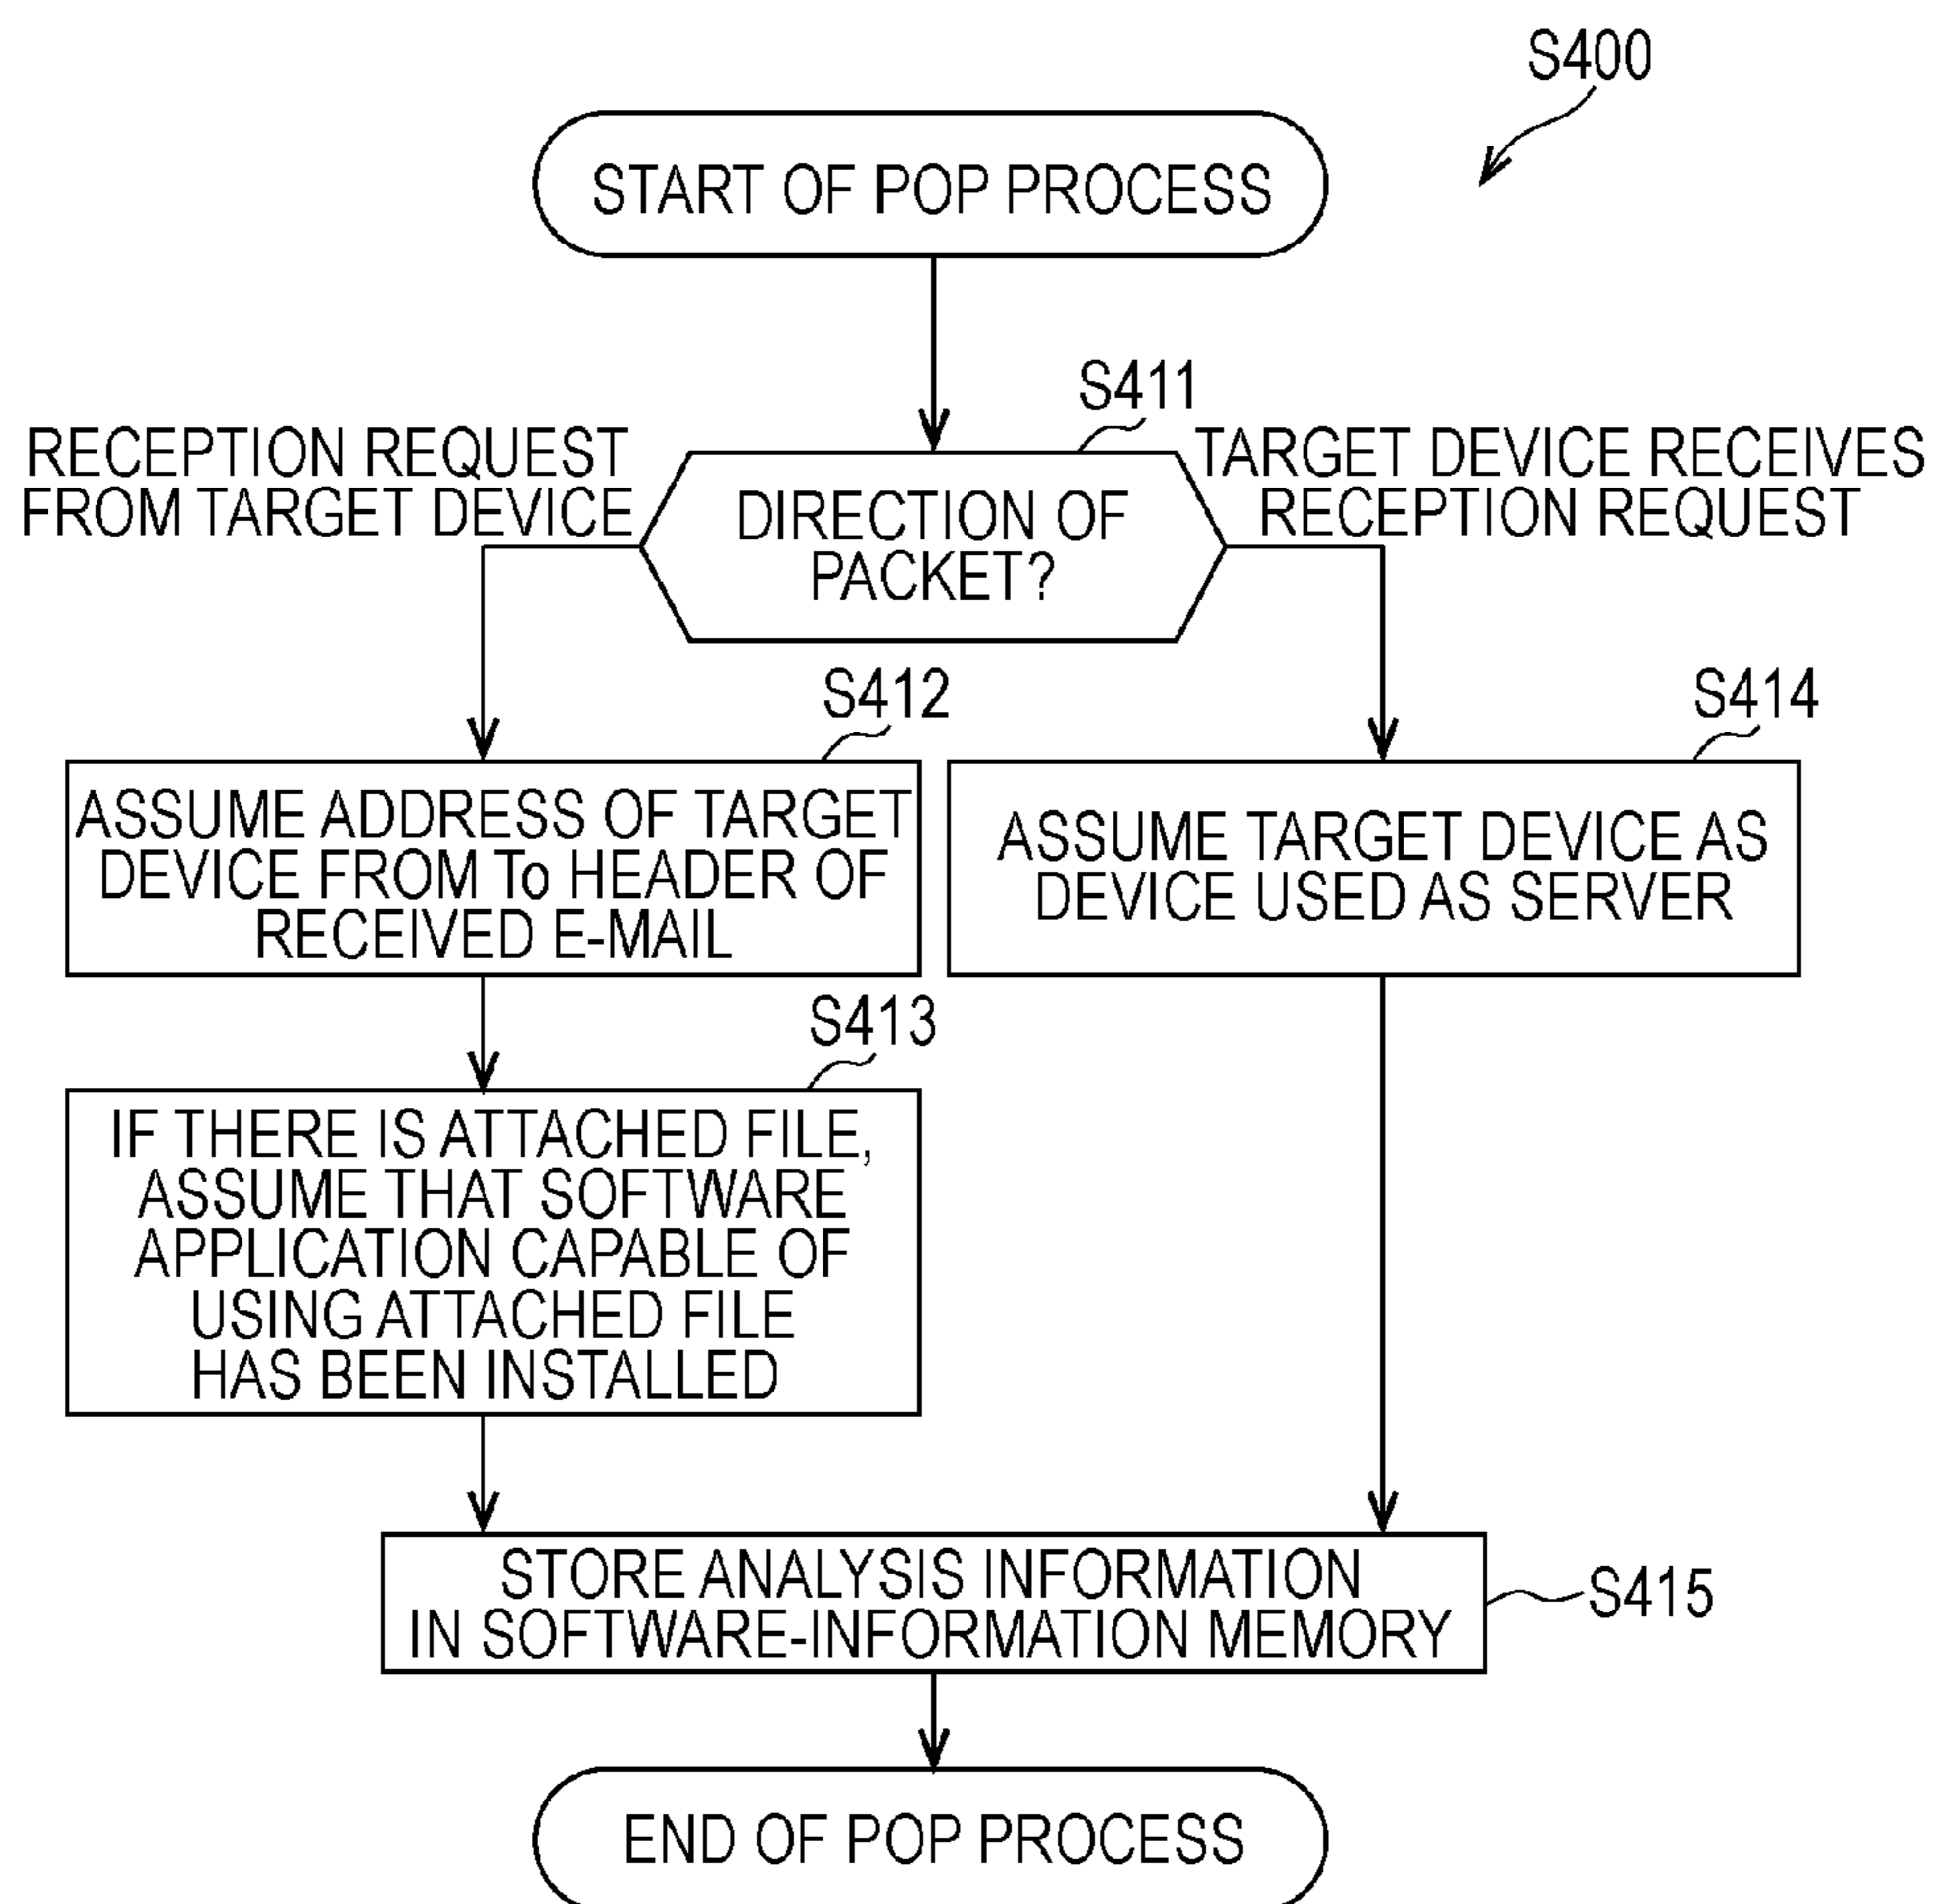 S400
START OF POP PROCESS
S411
RECEPTION REQUEST
FROM TARGET DEVICE
DIRECTION OF
PACKET?
TARGET DEVICE RECEIVES
RECEPTION REQUEST
S412
ASSUME ADDRESS OF TARGET
DEVICE FROM To HEADER OF
RECEIVED E-MAIL
S414
ASSUME TARGET DEVICE AS
DEVICE USED AS SERVER
S413
IF THERE IS ATTACHED FILE,
ASSUME THAT SOFTWARE
APPLICATION CAPABLE OF
USING ATTACHED FILE
HAS BEEN INSTALLED
STORE ANALYSIS INFORMATION
IN SOFTWARE-INFORMATION MEMORY
S415
END OF POP PROCESS